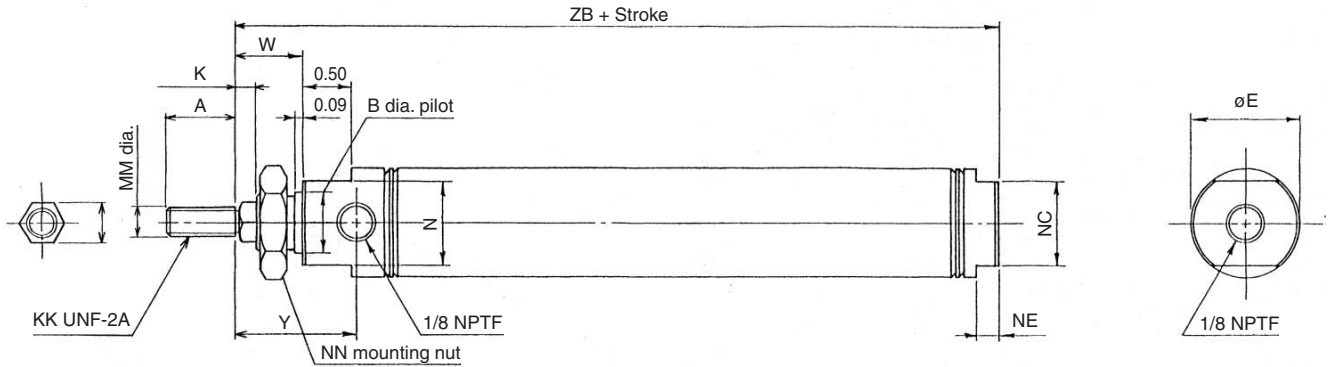 ZB + Stroke
W
K
0.50
A
0.09
B dia. pilot
øE
MM dia.
N
NC
KK UNF-2A
Y
1/8 NPTF
NE
1/8 NPTF
NN mounting nut